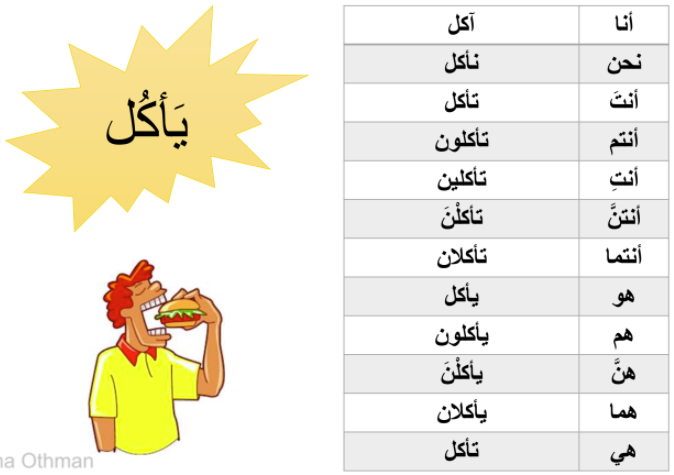 يَأكُل
أنا آكل
نحن نأكل
أنتَ تأكل
أنتم تأكلون
أنتِ تأكلين
أنتنَّ تأكلْنَ
أنتما تأكلان
هو يأكل
هم يأكلون
هنَّ يأكلْنَ
هما يأكلان
هي تأكل
na Othman